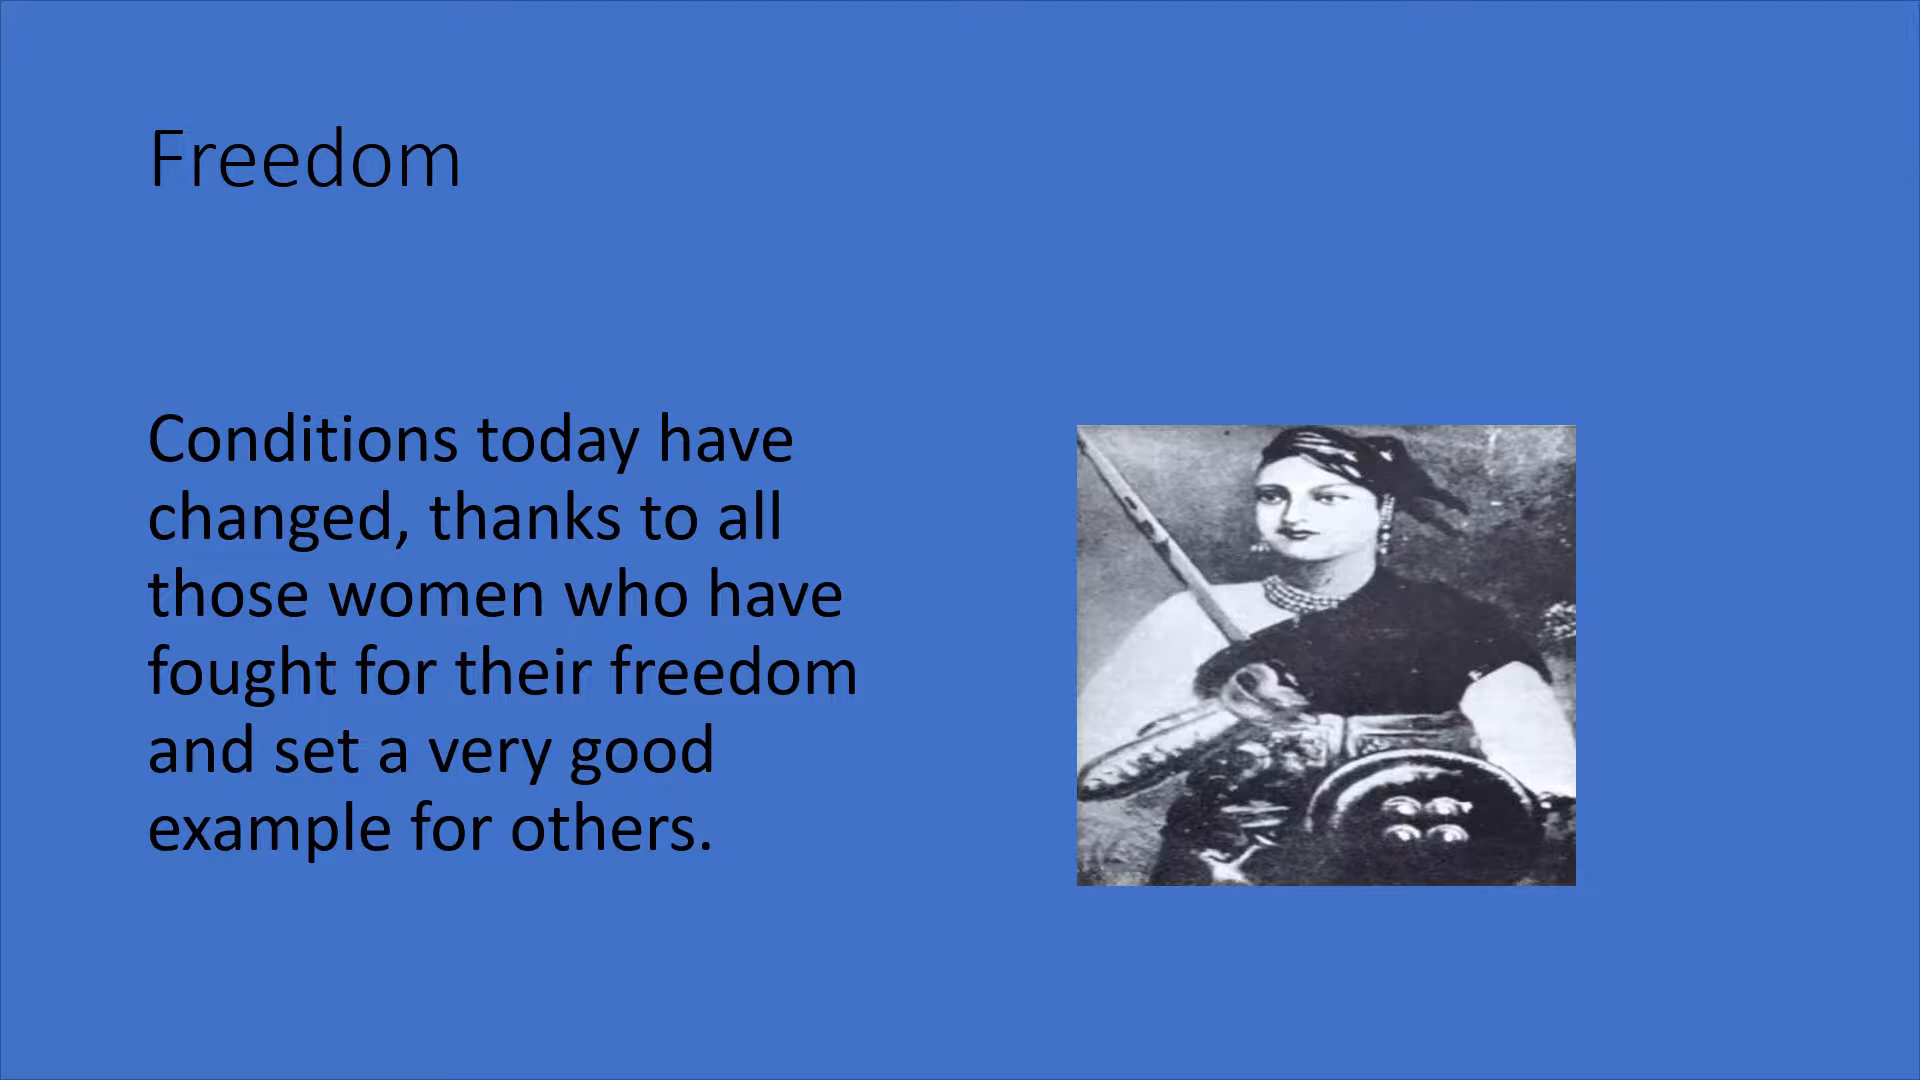 Freedom
Conditions today have
changed, thanks to all
those women who have
fought for their freedom
and set a very good
example for others.